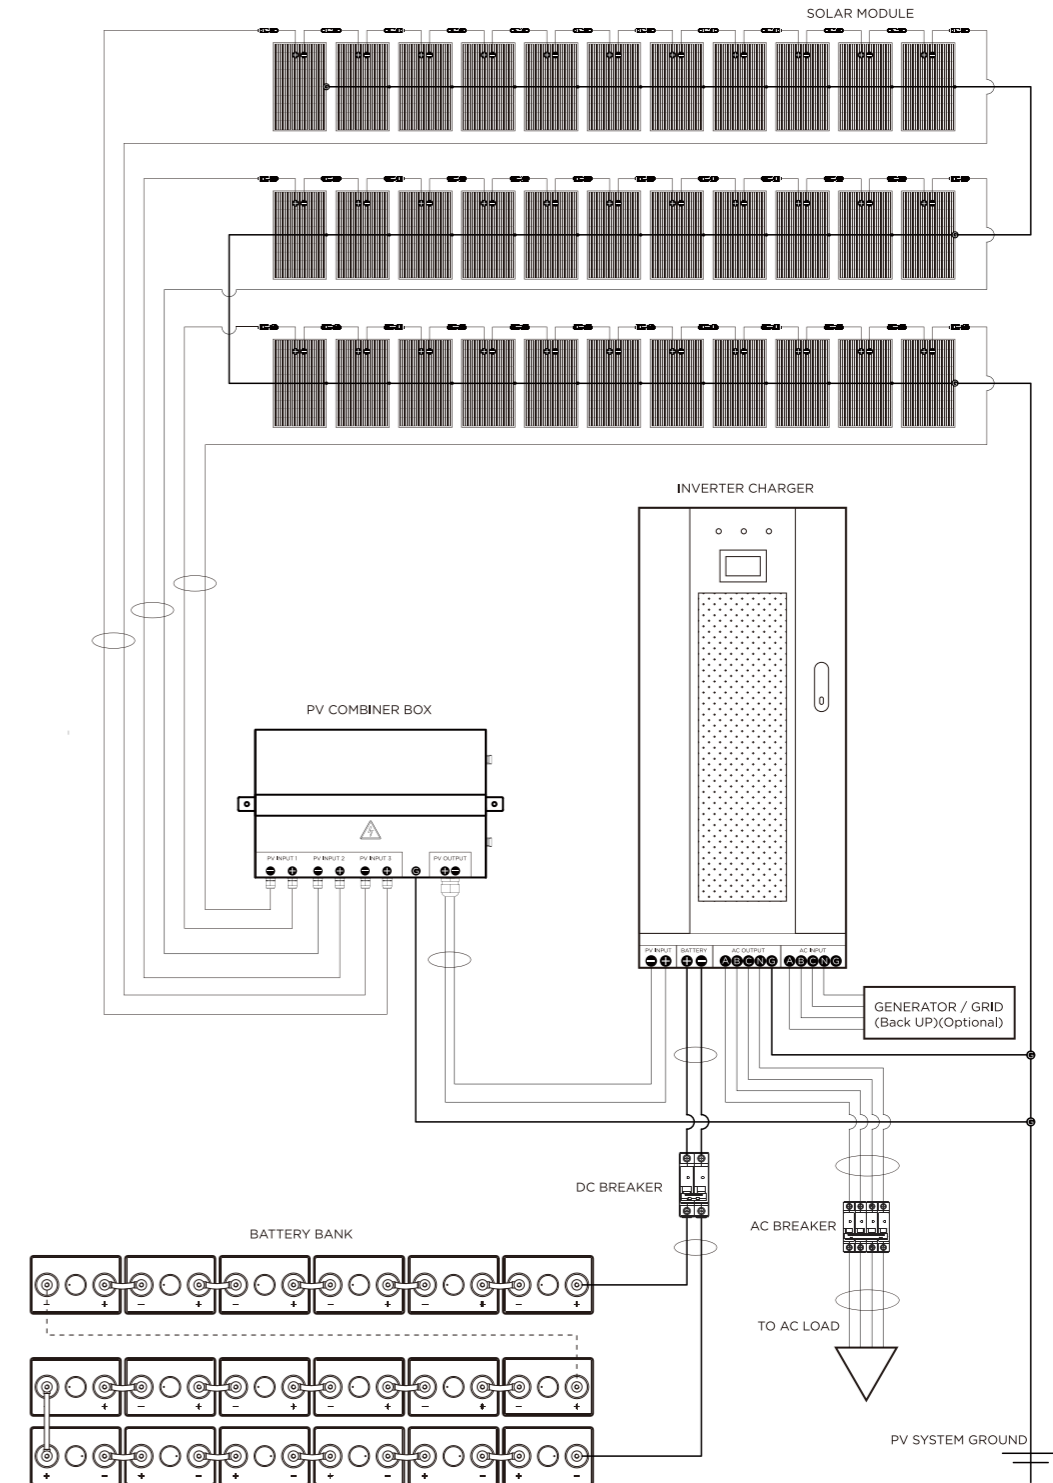 SOLAR MODULE
INVERTER CHARGER
PV COMBINER BOX
PV INPUT 1 PV INPUT 2 PV INPUT 3 PV OUTPUT
G
PV INPUT BATTERY AC OUTPUT AC INPUT
A B C N G A B C N G
GENERATOR / GRID
(Back UP)(Optional)
G
G
DC BREAKER
AC BREAKER
BATTERY BANK
TO AC LOAD
PV SYSTEM GROUND